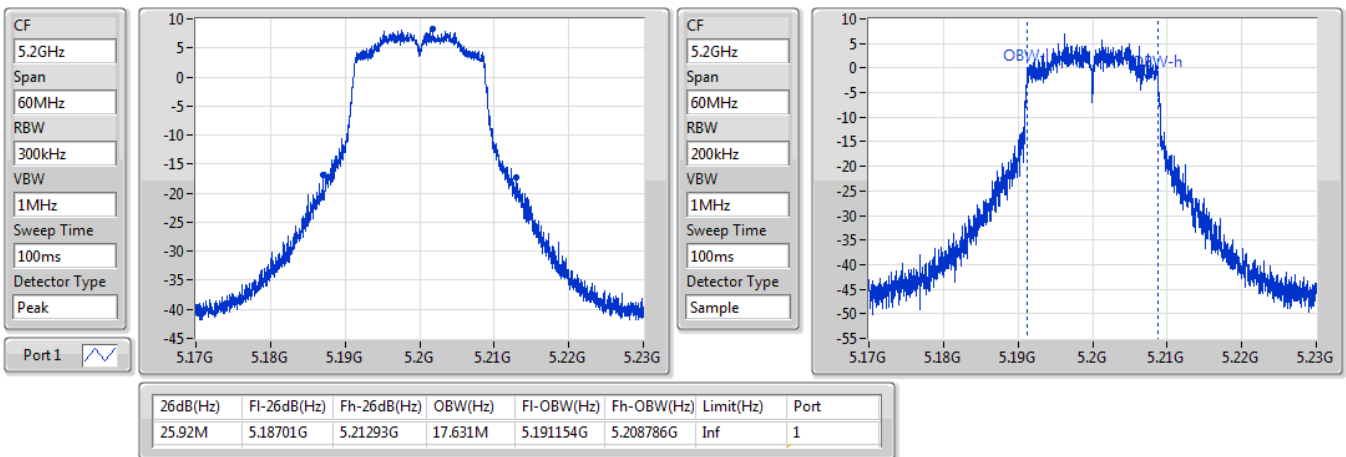 CF
5.2GHz
Span
60MHz
RBW
300kHz
VBW
1MHz
Sweep Time
100ms
Detector Type
Peak
Port 1
10
5
0
-5
-10
-15
-20
-25
-30
-35
-40
-45
5.17G 5.18G 5.19G 5.2G 5.21G 5.22G 5.23G
CF
5.2GHz
Span
60MHz
RBW
200kHz
VBW
1MHz
Sweep Time
100ms
Detector Type
Sample
10
5
0
-5
-10
-15
-20
-25
-30
-35
-40
-45
-50
-55
OBW-h
5.17G 5.18G 5.19G 5.2G 5.21G 5.22G 5.23G
26dB(Hz) Fl-26dB(Hz) Fh-26dB(Hz) OBW(Hz) Fl-OBW(Hz) Fh-OBW(Hz) Limit(Hz) Port
25.92M 5.18701G 5.21293G 17.631M 5.191154G 5.208786G Inf 1